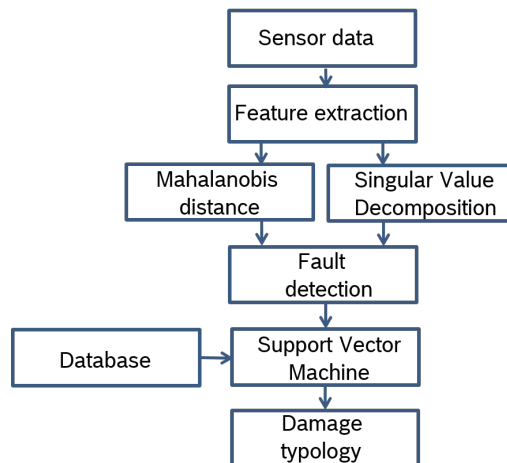 Sensor data
Feature extraction
Mahalanobis
distance
Singular Value
Decomposition
Fault
detection
Database
Support Vector
Machine
Damage
typology